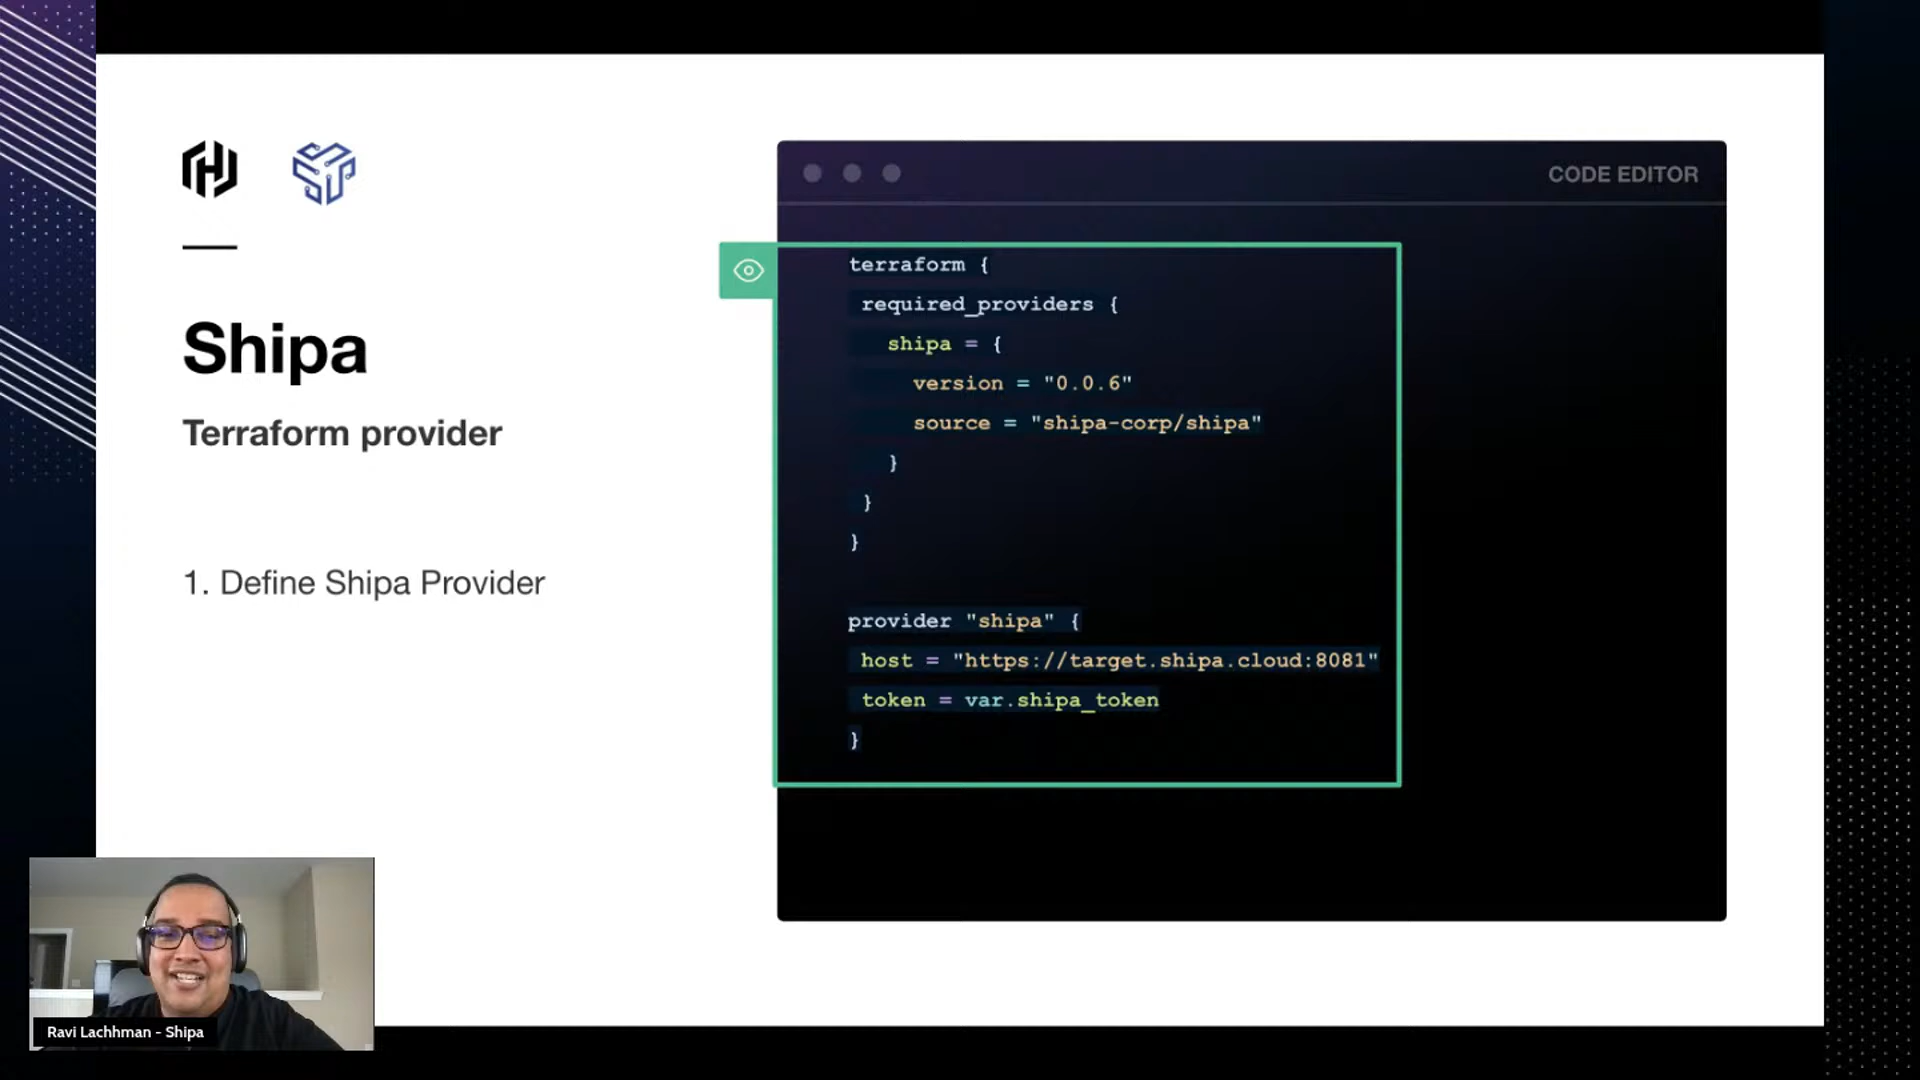 Shipa
Terraform provider
1. Define Shipa Provider
CODE EDITOR
terraform {
required_providers {
shipa = {
version = "0.0.6"
source = "shipa-corp/shipa"
}
}
}
provider "shipa" {
host = "https://target.shipa.cloud:8081"
token = var.shipa_token
}
Ravi Lachhman - Shipa